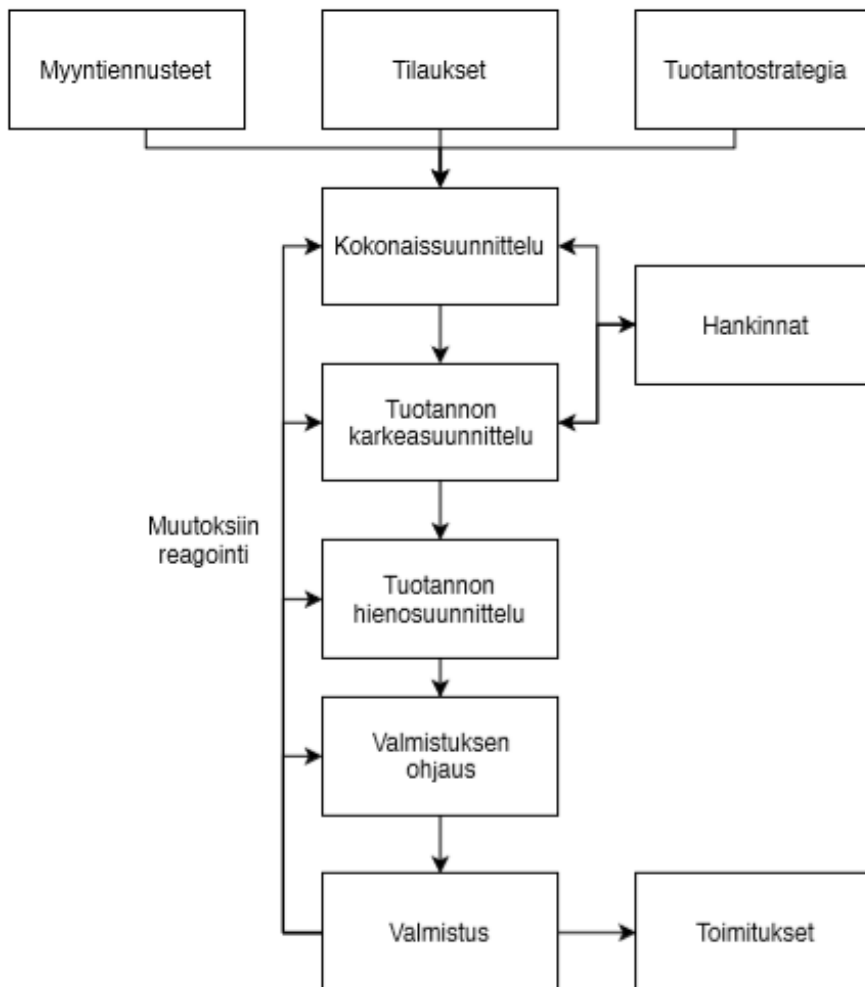 Myyntiennusteet
Tilaukset
Tuotantostrategia
Kokonaissuunnittelu
Hankinnat
Tuotannon
karkeasuunnittelu
Muutoksiin
reagointi
Tuotannon
hienosuunnittelu
Valmistuksen
ohjaus
Valmistus
Toimitukset